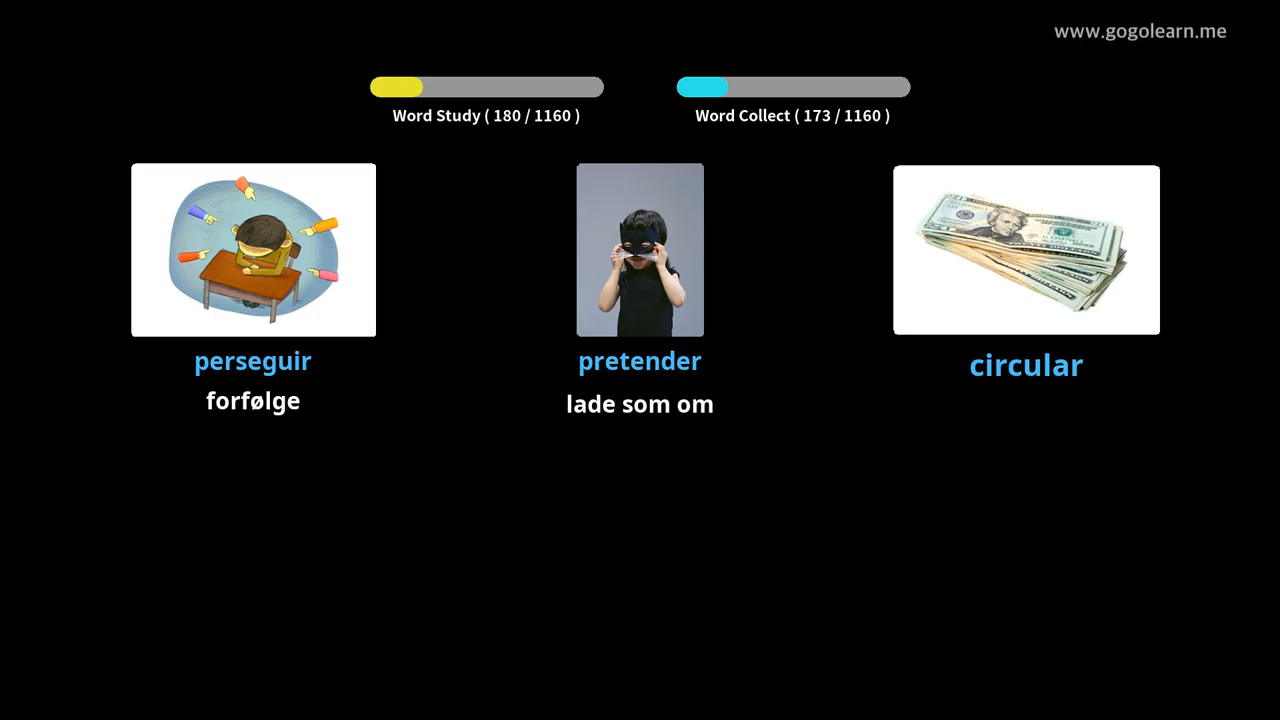 www.gogolearn.me
Word Study ( 180 / 1160 )
Word Collect ( 173 / 1160 )
perseguir
forfølge
pretender
lade som om
circular